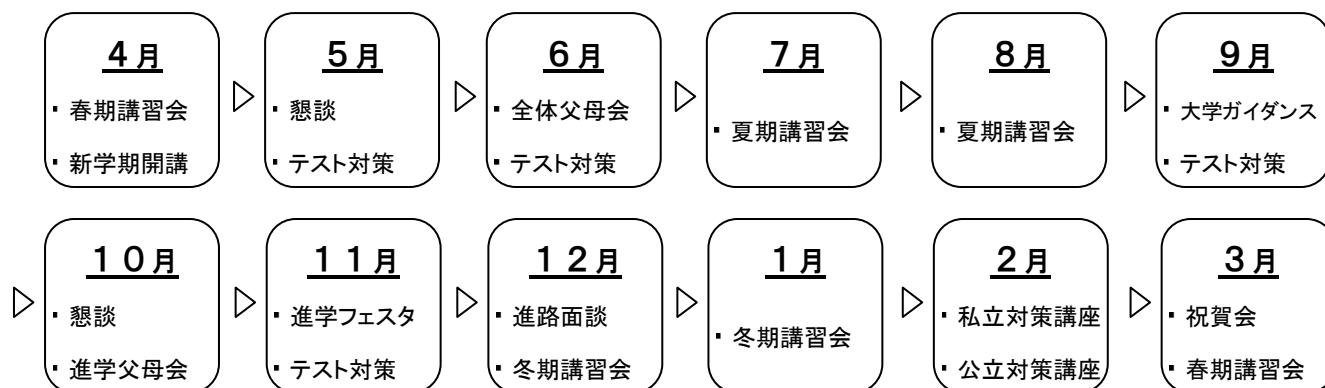 ４月
・春期講習会
・新学期開講
５月
・懇談
・テスト対策
６月
・全体父母会
・テスト対策
７月
・夏期講習会
８月
・夏期講習会
９月
・大学ガイダンス
・テスト対策
１０月
・懇談
・進学父母会
１１月
・進学フェスタ
・テスト対策
１２月
・進路面談
・冬期講習会
１月
・冬期講習会
２月
・私立対策講座
・公立対策講座
３月
・祝賀会
・春期講習会